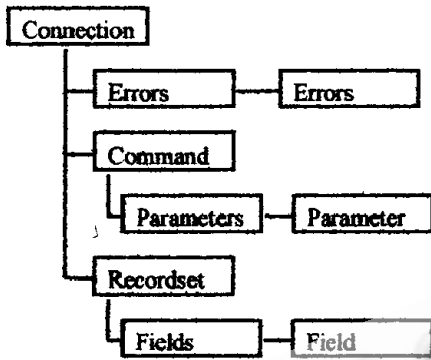 Connection
Errors Errors
Command
Parameters Parameter
Recordset
Fields Field